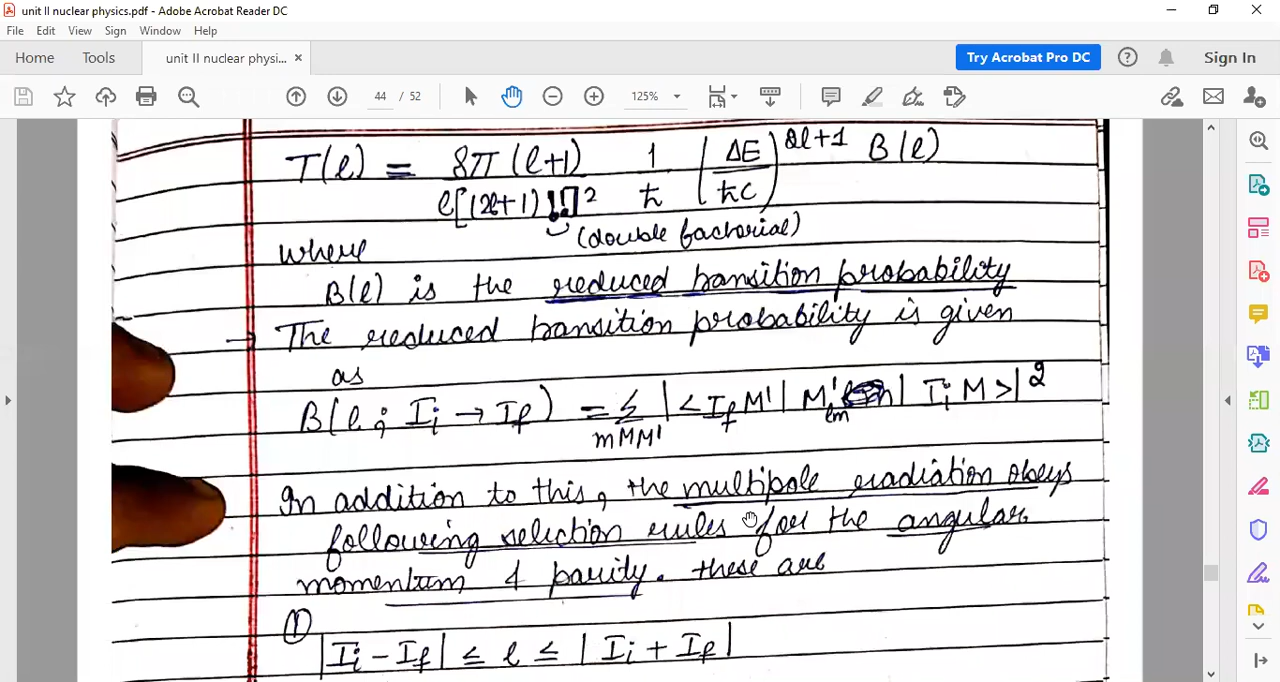 unit II nuclear physics.pdf - Adobe Acrobat Reader DC
File Edit View Sign Window Help
Home Tools unit II nuclear physi... × Try Acrobat Pro DC Sign In
44 / 52 125%
T(l) = 8π(l+1) / l[(2l+1)!!]² 1/ħ (ΔE/ħc)^2l+1 B(l)
(double factorial)
where
B(l) is the reduced transition probability
→ The reduced transition probability is given
as
B(l; Ii → If) = Σ |<If M'| M'lm | Ii M>|²
mMM'
In addition to this, the multipole radiation obeys
following selection rules for the angular
momentum & parity. these are
①
|Ii - If| ≤ l ≤ |Ii + If|